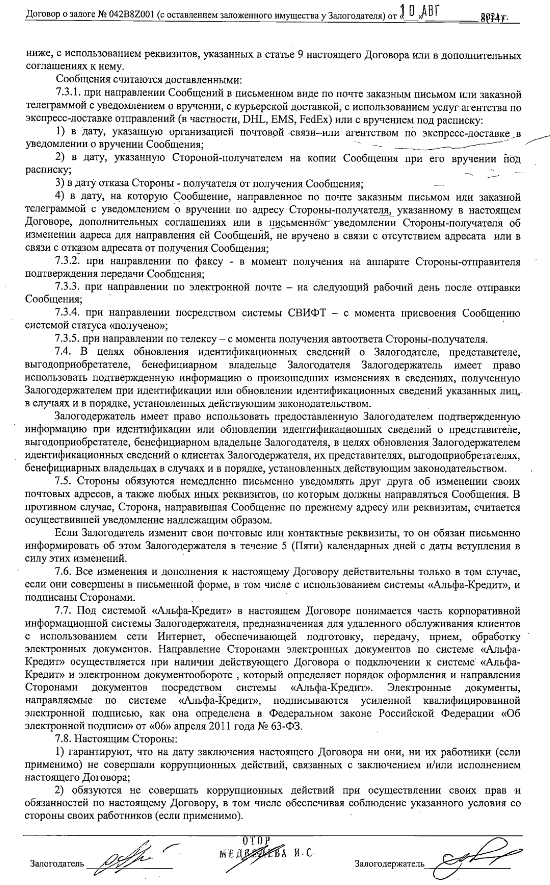 Договор о залоге № 042B8Z001 (с оставлением заложенного имущества у Залогодателя) от «10 АВГ 2021 г.
ниже, с использованием реквизитов, указанных в статье 9 настоящего Договора или в дополнительных
соглашениях к нему.
Сообщения считаются доставленными:
7.3.1. при направлении Сообщений в письменном виде по почте заказным письмом или заказной
телеграммой с уведомлением о вручении, с курьерской доставкой, с использованием услуг агентства по
экспресс-доставке отправлений (в частности, DHL, EMS, FedEx) или с вручением под расписку:
1) в дату, указанную организацией почтовой связи или агентством по экспресс-доставке в
уведомлении о вручении Сообщения;
2) в дату, указанную Стороной-получателем на копии Сообщения при его вручении под
расписку;
3) в дату отказа Стороны - получателя от получения Сообщения;
4) в дату, на которую Сообщение, направленное по почте заказным письмом или заказной
телеграммой с уведомлением о вручении по адресу Стороны-получателя, указанному в настоящем
Договоре, дополнительных соглашениях или в письменном уведомлении Стороны-получателя об
изменении адреса для направления ей Сообщений, не вручено в связи с отсутствием адресата или в
связи с отказом адресата от получения Сообщения;
7.3.2. при направлении по факсу - в момент получения на аппарате Стороны-отправителя
подтверждения передачи Сообщения;
7.3.3. при направлении по электронной почте – на следующий рабочий день после отправки
Сообщения;
7.3.4. при направлении посредством системы СВИФТ – с момента присвоения Сообщению
системой статуса «получено»;
7.3.5. при направлении по телексу – с момента получения автоответа Стороны-получателя.
7.4. В целях обновления идентификационных сведений о Залогодателе, представителе,
выгодоприобретателе, бенефициарном владельце Залогодателя Залогодержатель имеет право
использовать подтвержденную информацию о произошедших изменениях в сведениях, полученную
Залогодержателем при идентификации или обновлении идентификационных сведений указанных лиц,
в случаях и в порядке, установленных действующим законодательством.
Залогодержатель имеет право использовать предоставленную Залогодателем подтвержденную
информацию при идентификации или обновлении идентификационных сведений о представителе,
выгодоприобретателе, бенефициарном владельце Залогодателя, в целях обновления Залогодержателем
идентификационных сведений о клиентах Залогодержателя, их представителях, выгодоприобретателях,
бенефициарных владельцах в случаях и в порядке, установленных действующим законодательством.
7.5. Стороны обязуются немедленно письменно уведомлять друг друга об изменении своих
почтовых адресов, а также любых иных реквизитов, по которым должны направляться Сообщения. В
противном случае, Сторона, направившая Сообщение по прежнему адресу или реквизитам, считается
осуществившей уведомление надлежащим образом.
Если Залогодатель изменит свои почтовые или контактные реквизиты, то он обязан письменно
информировать об этом Залогодержателя в течение 5 (Пяти) календарных дней с даты вступления в
силу этих изменений.
7.6. Все изменения и дополнения к настоящему Договору действительны только в том случае,
если они совершены в письменной форме, в том числе с использованием системы «Альфа-Кредит», и
подписаны Сторонами.
7.7. Под системой «Альфа-Кредит» в настоящем Договоре понимается часть корпоративной
информационной системы Залогодержателя, предназначенная для удаленного обслуживания клиентов
с использованием сети Интернет, обеспечивающей подготовку, передачу, прием, обработку
электронных документов. Направление Сторонами электронных документов по системе «Альфа-
Кредит» осуществляется при наличии действующего Договора о подключении к системе «Альфа-
Кредит» и электронном документообороте , который определяет порядок оформления и направления
Сторонами документов посредством системы «Альфа-Кредит». Электронные документы,
направляемые по системе «Альфа-Кредит», подписываются усиленной квалифицированной
электронной подписью, как она определена в Федеральном законе Российской Федерации «Об
электронной подписи» от «06» апреля 2011 года № 63-ФЗ.
7.8. Настоящим Стороны:
1) гарантируют, что на дату заключения настоящего Договора ни они, ни их работники (если
применимо) не совершали коррупционных действий, связанных с заключением и/или исполнением
настоящего Договора;
2) обязуются не совершать коррупционных действий при осуществлении своих прав и
обязанностей по настоящему Договору, в том числе обеспечивая соблюдение указанного условия со
стороны своих работников (если применимо).
ОТОР
МЕДВЕДЕВА И.С.
Залогодатель Залогодержатель